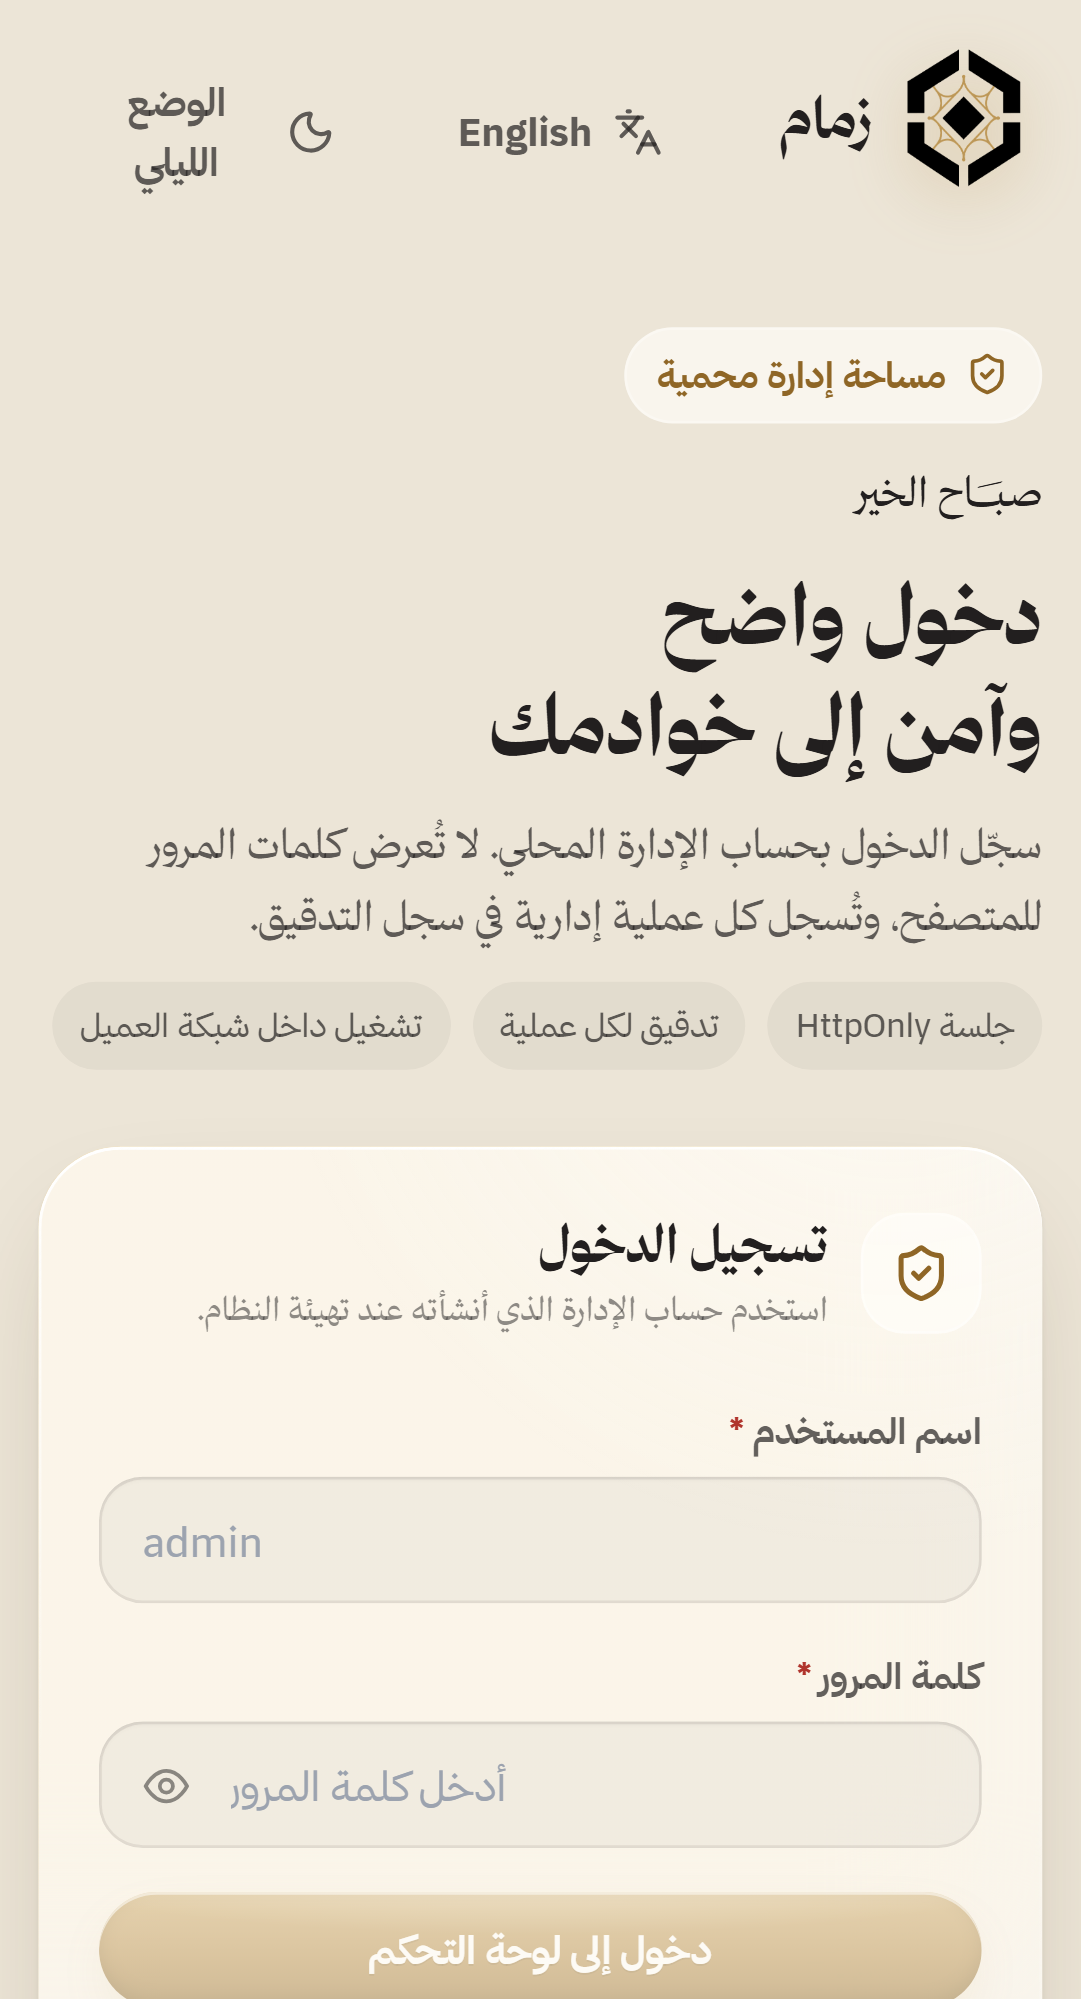 زمام
English
الوضع
الليلي
مساحة إدارة محمية
صبَـاح الخير
دخول واضح
وآمن إلى خوادمك
سجّل الدخول بحساب الإدارة المحلي. لا تُعرض كلمات المرور
للمتصفح، وتُسجل كل عملية إدارية في سجل التدقيق.
جلسة HttpOnly
تدقيق لكل عملية
تشغيل داخل شبكة العميل
تسجيل الدخول
استخدم حساب الإدارة الذي أنشأته عند تهيئة النظام.
اسم المستخدم *
admin
كلمة المرور *
أدخل كلمة المرور
دخول إلى لوحة التحكم